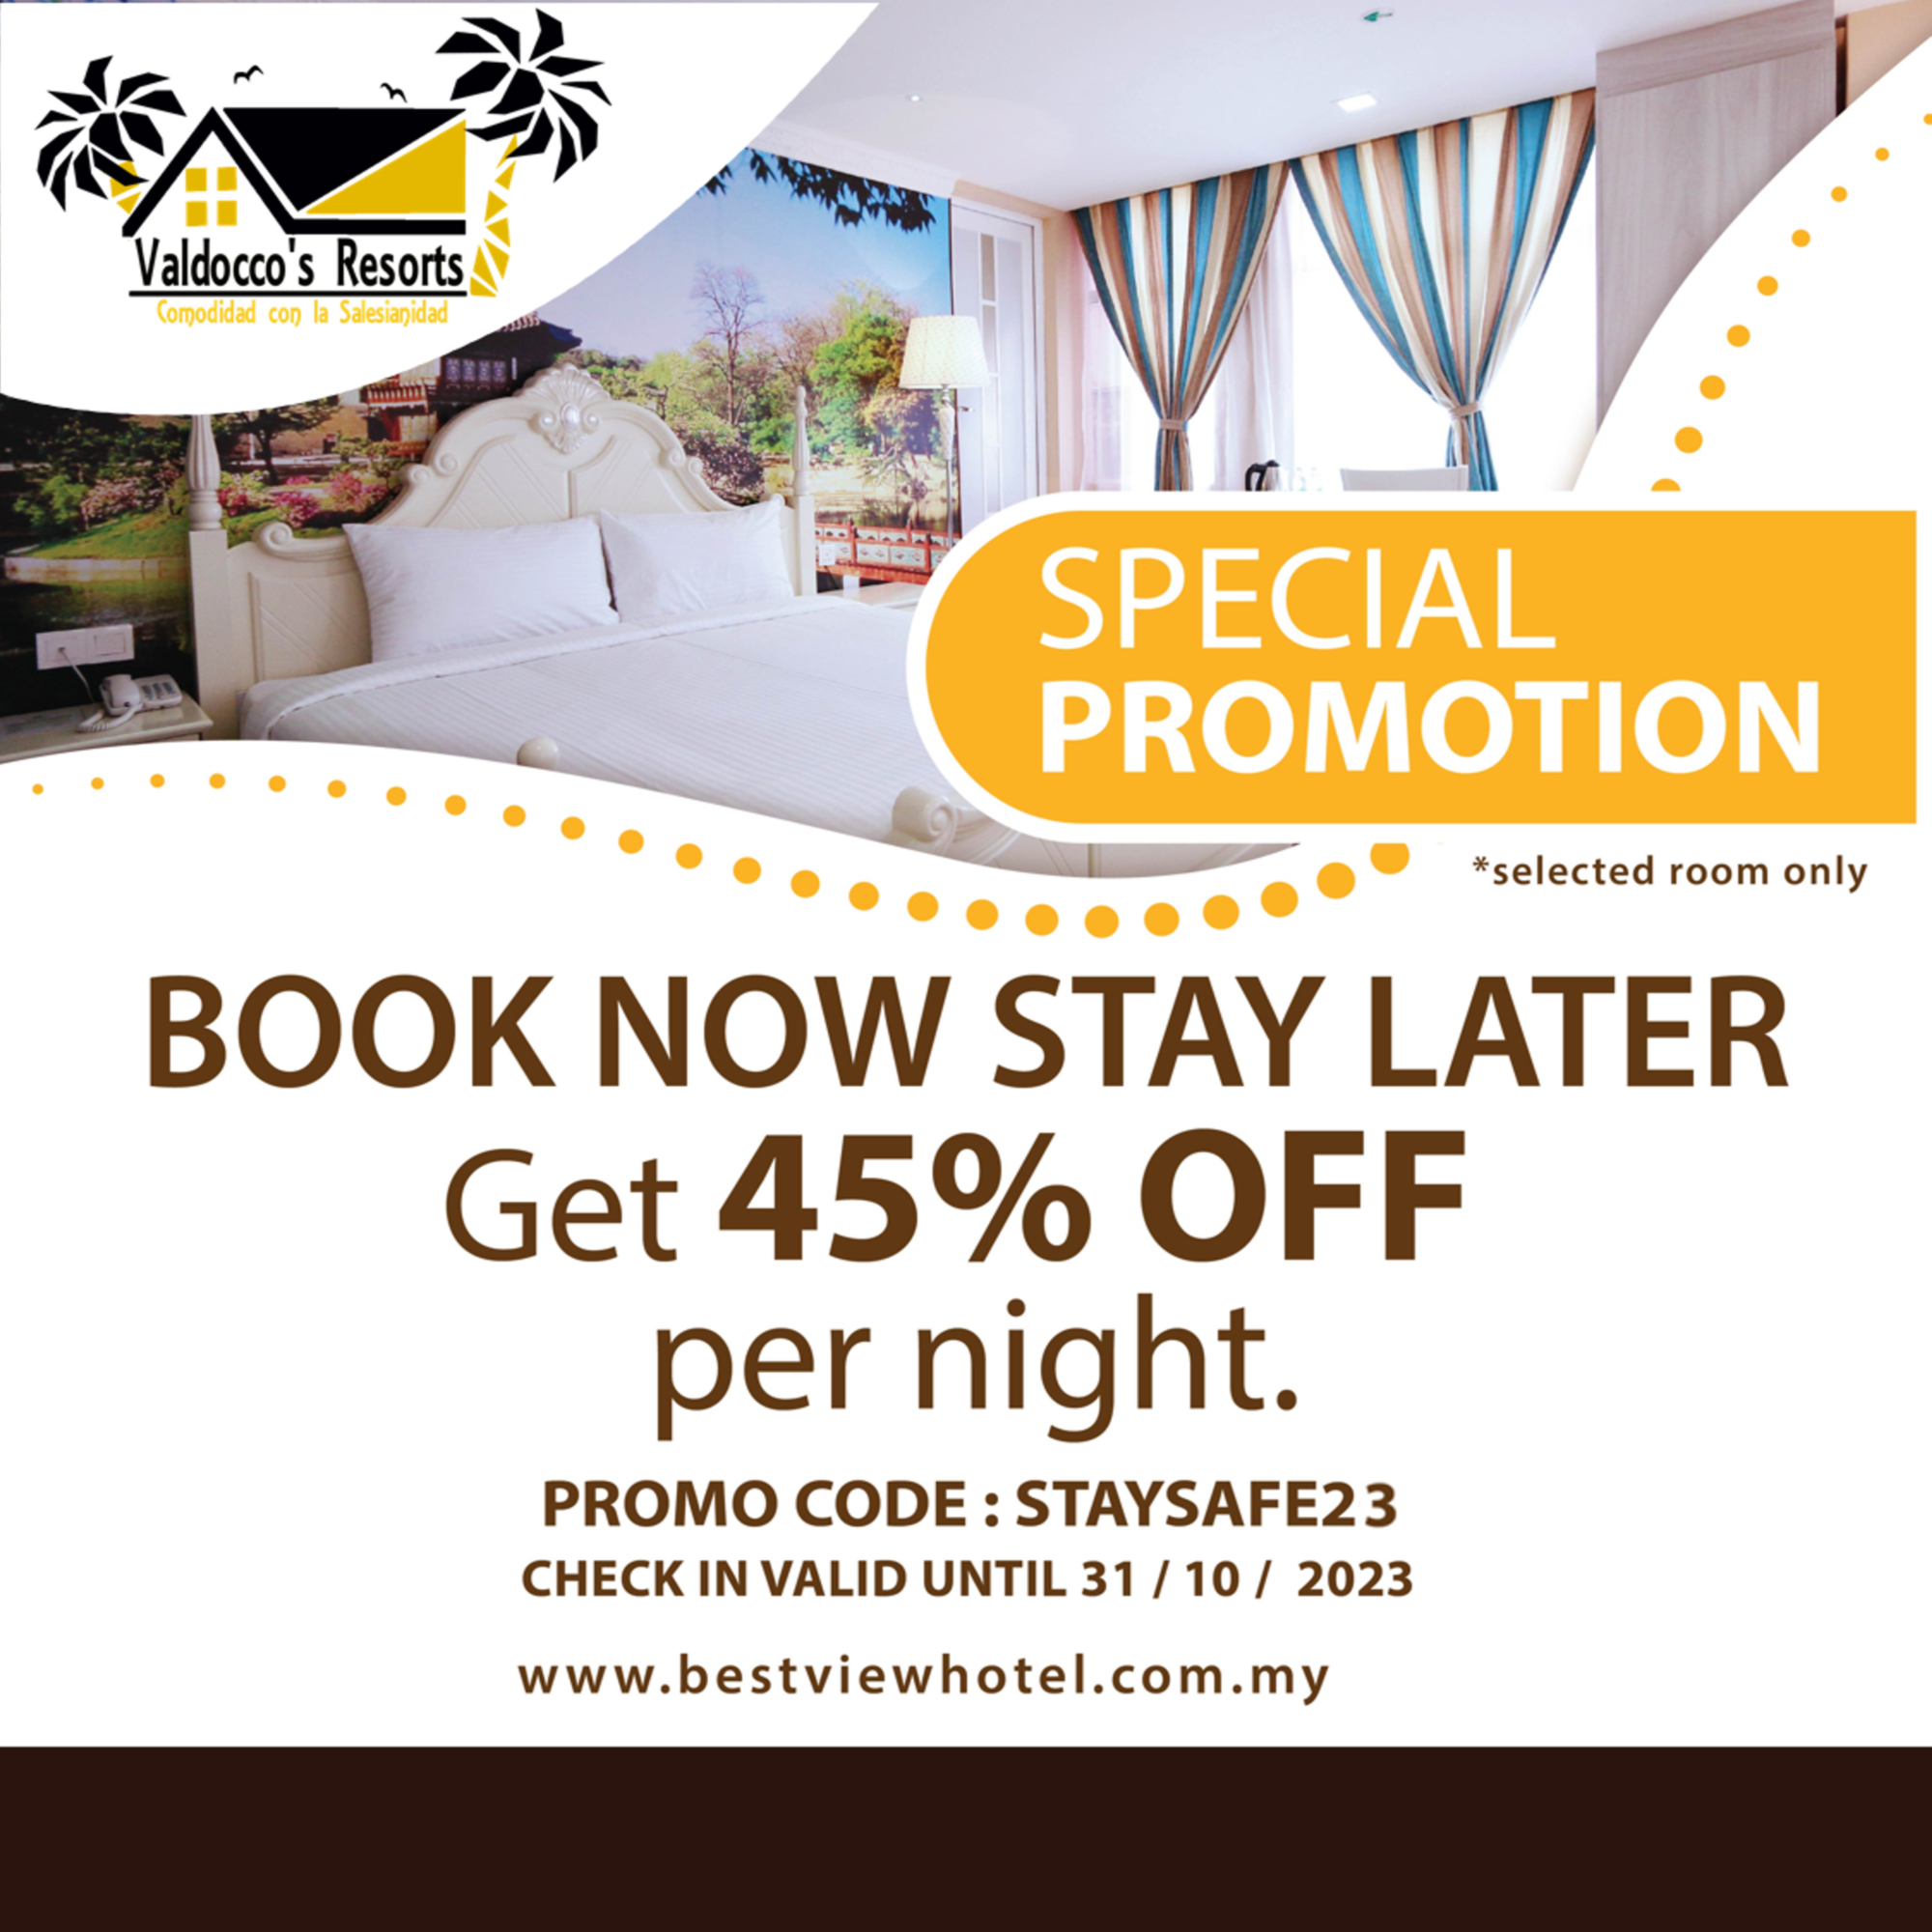 Valdocco's Resorts
Comodidad con la Salesianidad
SPECIAL
PROMOTION
*selected room only
BOOK NOW STAY LATER
Get 45% OFF
per night.
PROMO CODE : STAYSAFE23
CHECK IN VALID UNTIL 31 / 10 / 2023
www.bestviewhotel.com.my